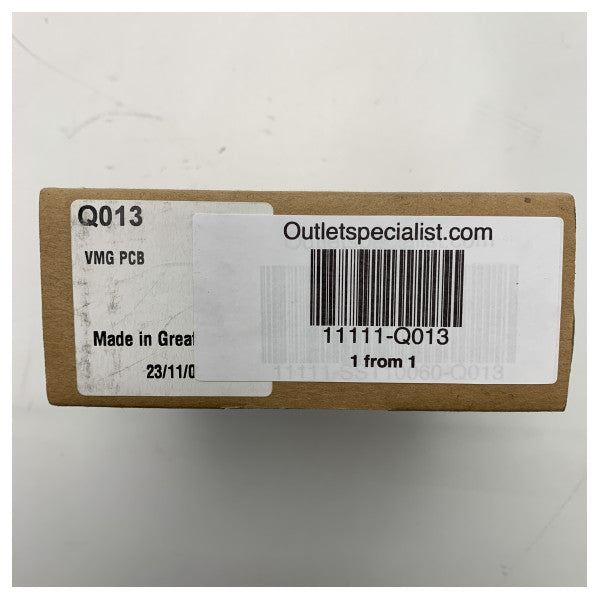 Q013
VMG PCB
Made in Great
23/11/0
Outletspecialist.com
11111-Q013
1 from 1
11111-SS110060-Q013